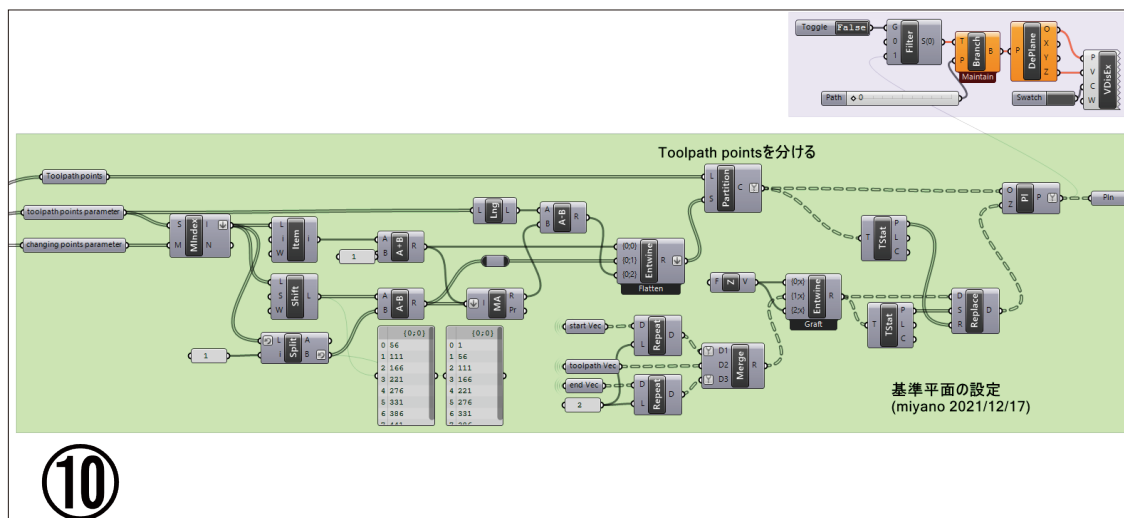 Toggle False
G
0
1
Filter
S(0)
T
P
Branch
B
Maintain
P
DePlane
O
X
Y
Z
P
V
C
W
VDisEx
Path 0
Swatch
Toolpath pointsを分ける
Toolpath points
toolpath points parameter
changing points parameter
S
M
MIndex
I
N
L
i
W
Item
i
L
S
W
Shift
L
1
L
i
Split
A
B
1
A
B
A+B
R
A
B
A-B
R
L
Lng
L
A
B
A-B
R
I
MA
R
Pr
{0;0}
{0;1}
{0;2}
Entwine
R
Flatten
L
S
Partition
C
{0;0}
0 56
1 111
2 166
3 221
4 276
5 331
6 386
{0;0}
0 1
1 56
2 111
3 166
4 221
5 276
6 331
F
Z
V
{0;x}
{1;x}
{2;x}
Entwine
R
Graft
start Vec
toolpath Vec
end Vec
2
D
L
Repeat
D
D
L
Repeat
D
D1
D2
D3
Merge
R
T
TStat
P
L
C
T
TStat
P
L
C
D
S
R
Replace
D
O
Z
Pl
P
Pln
基準平面の設定
(miyano 2021/12/17)
⑩